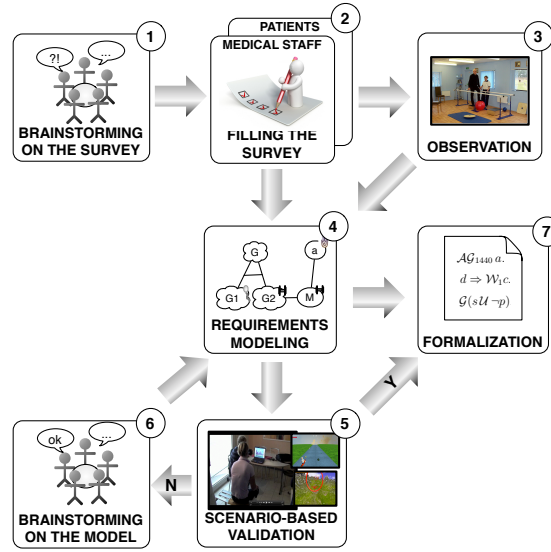 1
?!
...
BRAINSTORMING
ON THE SURVEY
2
PATIENTS
MEDICAL STAFF
FILLING THE
SURVEY
3
OBSERVATION
4
G
a
G1
G2
M
REQUIREMENTS
MODELING
7
𝒜𝒢₁₄₄₀ a.
d ⇒ 𝒲₁c.
𝒢(s 𝒰 ¬p)
FORMALIZATION
6
ok
...
BRAINSTORMING
ON THE MODEL
N
5
SCENARIO-BASED
VALIDATION
Y